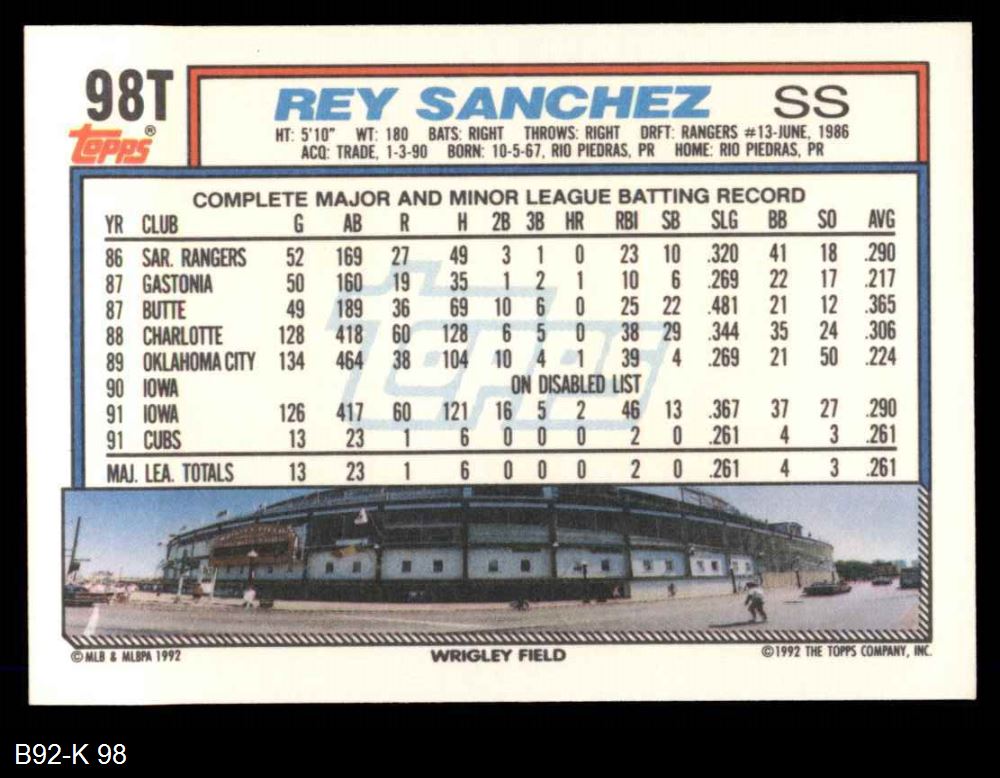 98T
topps®
REY SANCHEZ SS
HT: 5'10" WT: 180 BATS: RIGHT THROWS: RIGHT DRFT: RANGERS #13-JUNE, 1986
ACQ: TRADE, 1-3-90 BORN: 10-5-67, RIO PIEDRAS, PR HOME: RIO PIEDRAS, PR
COMPLETE MAJOR AND MINOR LEAGUE BATTING RECORD
YR CLUB G AB R H 2B 3B HR RBI SB SLG BB SO AVG
86 SAR. RANGERS 52 169 27 49 3 1 0 23 10 .320 41 18 .290
87 GASTONIA 50 160 19 35 1 2 1 10 6 .269 22 17 .217
87 BUTTE 49 189 36 69 10 6 0 25 22 .481 21 12 .365
88 CHARLOTTE 128 418 60 128 6 5 0 38 29 .344 35 24 .306
89 OKLAHOMA CITY 134 464 38 104 10 4 1 39 4 .269 21 50 .224
90 IOWA ON DISABLED LIST
91 IOWA 126 417 60 121 16 5 2 46 13 .367 37 27 .290
91 CUBS 13 23 1 6 0 0 0 2 0 .261 4 3 .261
MAJ. LEA. TOTALS 13 23 1 6 0 0 0 2 0 .261 4 3 .261
topps
© MLB & MLBPA 1992 WRIGLEY FIELD ©1992 THE TOPPS COMPANY, INC.
B92-K 98